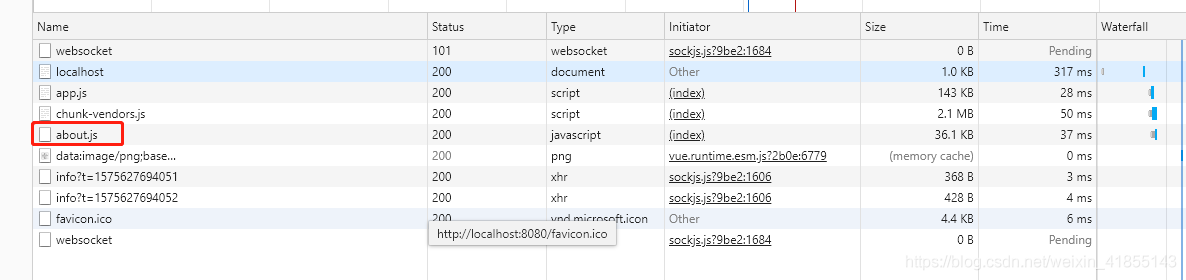 Name Status Type Initiator Size Time Waterfall
websocket 101 websocket sockjs.js?9be2:1684 0 B Pending
localhost 200 document Other 1.0 KB 317 ms
app.js 200 script (index) 143 KB 28 ms
chunk-vendors.js 200 script (index) 2.1 MB 50 ms
about.js 200 javascript (index) 36.1 KB 37 ms
data:image/png;base... 200 png vue.runtime.esm.js?2b0e:6779 (memory cache) 0 ms
info?t=1575627694051 200 xhr sockjs.js?9be2:1606 368 B 3 ms
info?t=1575627694052 200 xhr sockjs.js?9be2:1606 428 B 4 ms
favicon.ico 200 vnd.microsoft.icon Other 4.4 KB 6 ms
http://localhost:8080/favicon.ico
websocket sockjs.js?9be2:1684 0 B Pending
https://blog.csdn.net/weixin_41855143